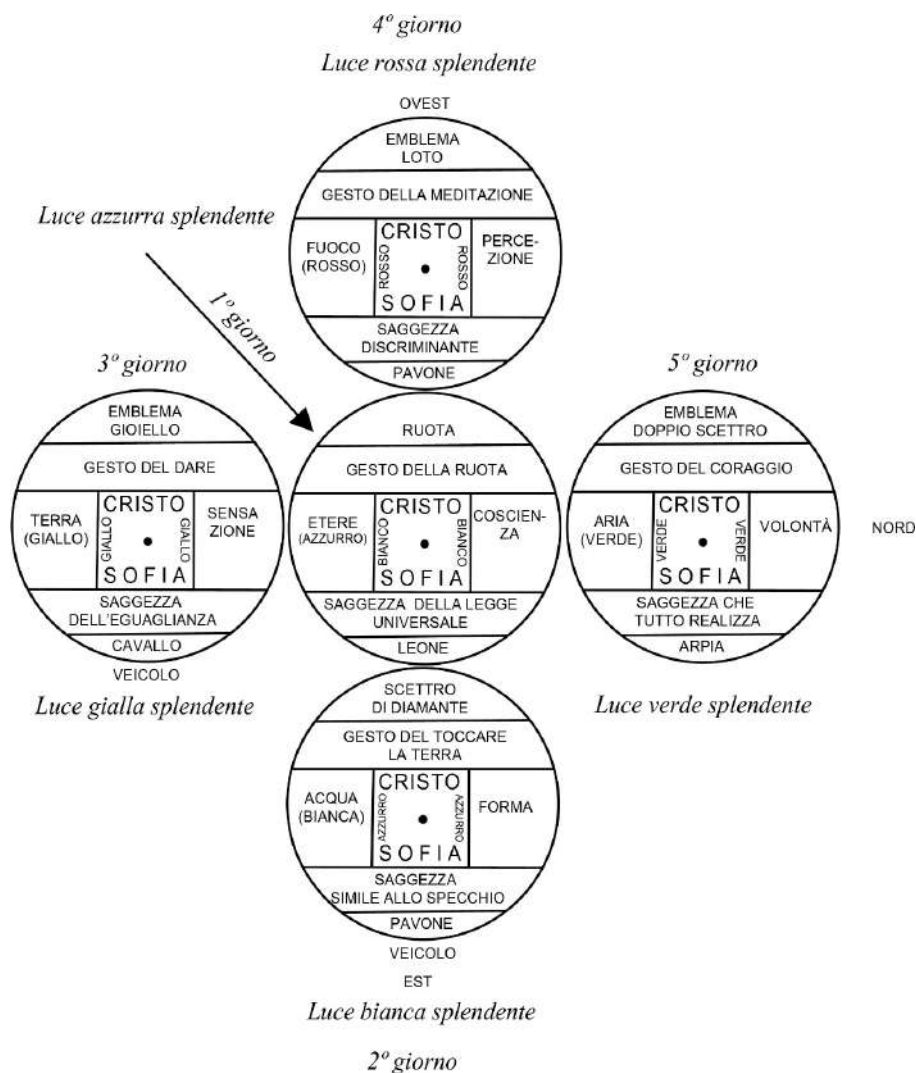 4º giorno
Luce rossa splendente
OVEST
EMBLEMA
LOTO
GESTO DELLA MEDITAZIONE
FUOCO
(ROSSO)
ROSSO
CRISTO
SOFIA
ROSSO
PERCE-
ZIONE
SAGGEZZA
DISCRIMINANTE
PAVONE
Luce azzurra splendente
1º giorno
3º giorno
EMBLEMA
GIOIELLO
GESTO DEL DARE
TERRA
(GIALLO)
GIALLO
CRISTO
SOFIA
GIALLO
SENSA
ZIONE
SAGGEZZA
DELL'EGUAGLIANZA
CAVALLO
VEICOLO
Luce gialla splendente
RUOTA
GESTO DELLA RUOTA
ETERE
(AZZURRO)
BIANCO
CRISTO
SOFIA
BIANCO
COSCIEN-
ZA
SAGGEZZA DELLA LEGGE
UNIVERSALE
LEONE
5º giorno
EMBLEMA
DOPPIO SCETTRO
GESTO DEL CORAGGIO
ARIA
(VERDE)
VERDE
CRISTO
SOFIA
VERDE
VOLONTÀ
SAGGEZZA CHE
TUTTO REALIZZA
ARPIA
NORD
Luce verde splendente
SCETTRO
DI DIAMANTE
GESTO DEL TOCCARE
LA TERRA
ACQUA
(BIANCA)
AZZURRO
CRISTO
SOFIA
AZZURRO
FORMA
SAGGEZZA
SIMILE ALLO SPECCHIO
PAVONE
VEICOLO
EST
Luce bianca splendente
2º giorno